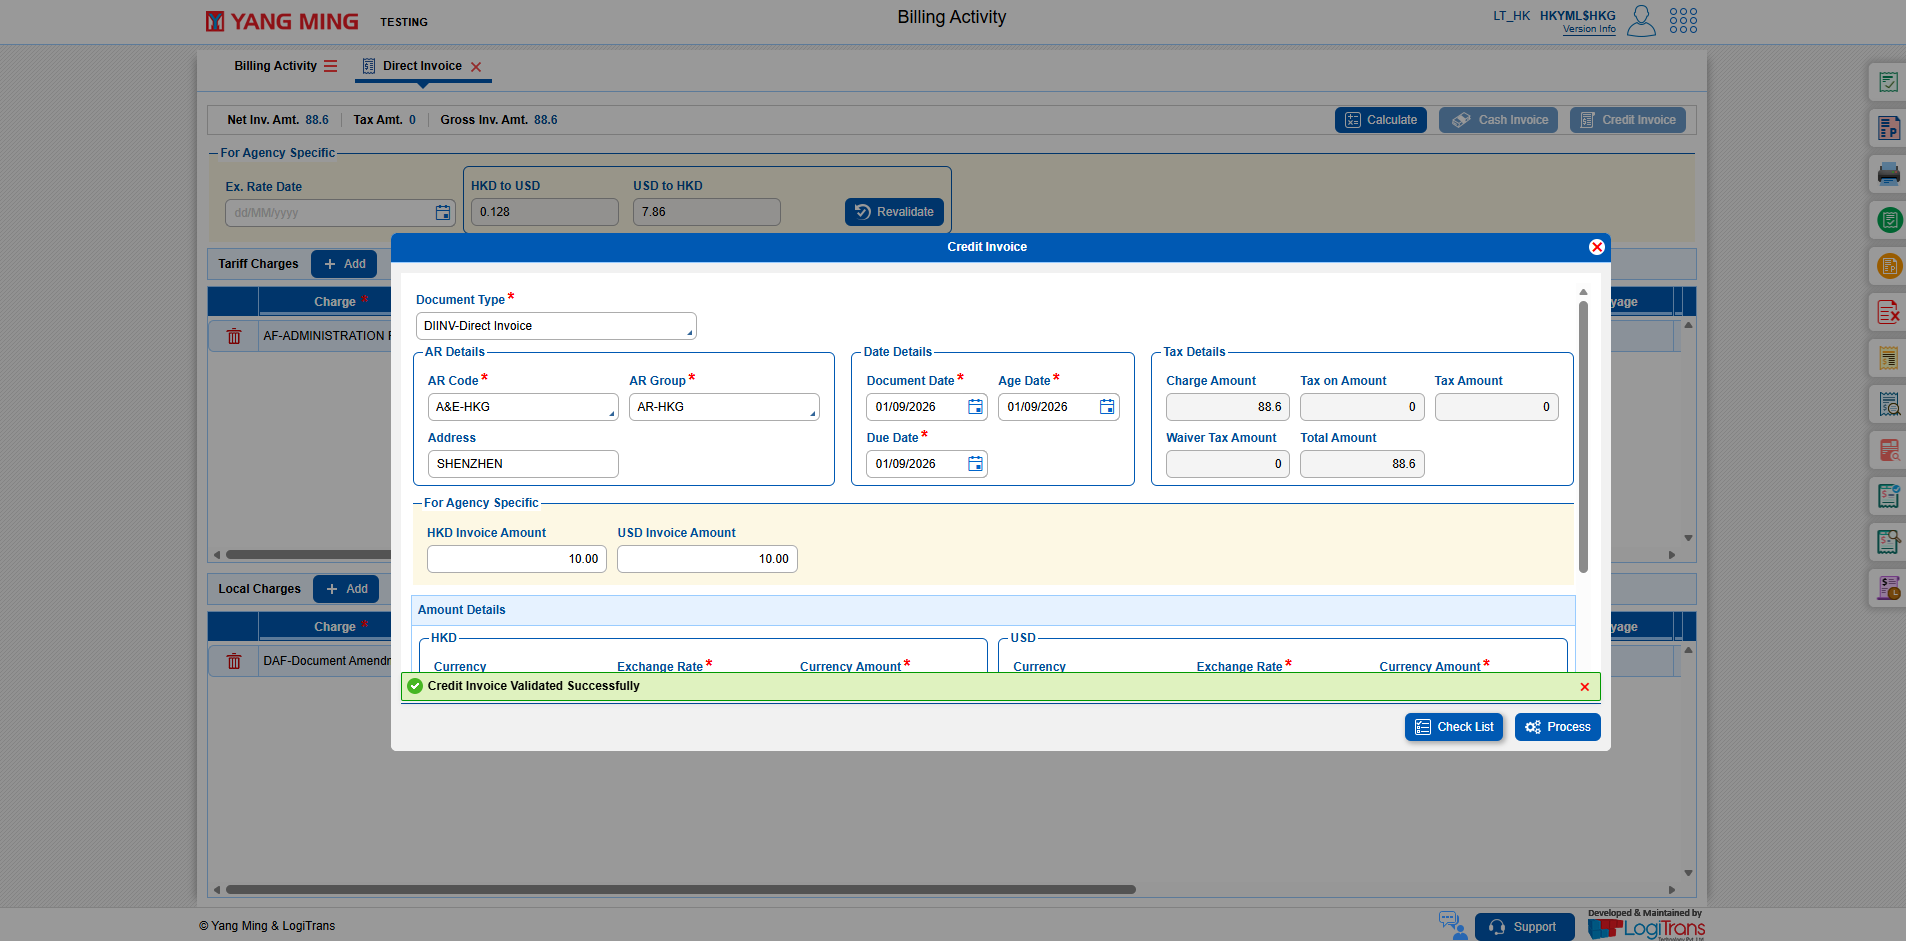 YANG MING TESTING
Billing Activity
LT_HK HKYML$HKG
Version Info
Billing Activity
Direct Invoice
Net Inv. Amt. 88.6 Tax Amt. 0 Gross Inv. Amt. 88.6
Calculate Cash Invoice Credit Invoice
For Agency Specific
Ex. Rate Date HKD to USD USD to HKD
dd/MM/yyyy 0.128 7.86 Revalidate
Tariff Charges Add
Charge *
AF-ADMINISTRATION
Credit Invoice
Document Type *
DIINV-Direct Invoice
AR Details
AR Code * AR Group *
A&E-HKG AR-HKG
Address
SHENZHEN
Date Details
Document Date * Age Date *
01/09/2026 01/09/2026
Due Date *
01/09/2026
Tax Details
Charge Amount Tax on Amount Tax Amount
88.6 0 0
Waiver Tax Amount Total Amount
0 88.6
For Agency Specific
HKD Invoice Amount USD Invoice Amount
10.00 10.00
Amount Details
HKD
Currency Exchange Rate * Currency Amount *
USD
Currency Exchange Rate * Currency Amount *
Credit Invoice Validated Successfully
Check List Process
Local Charges Add
Charge *
DAF-Document
© Yang Ming & LogiTrans
Support
Developed & Maintained by
LogiTrans